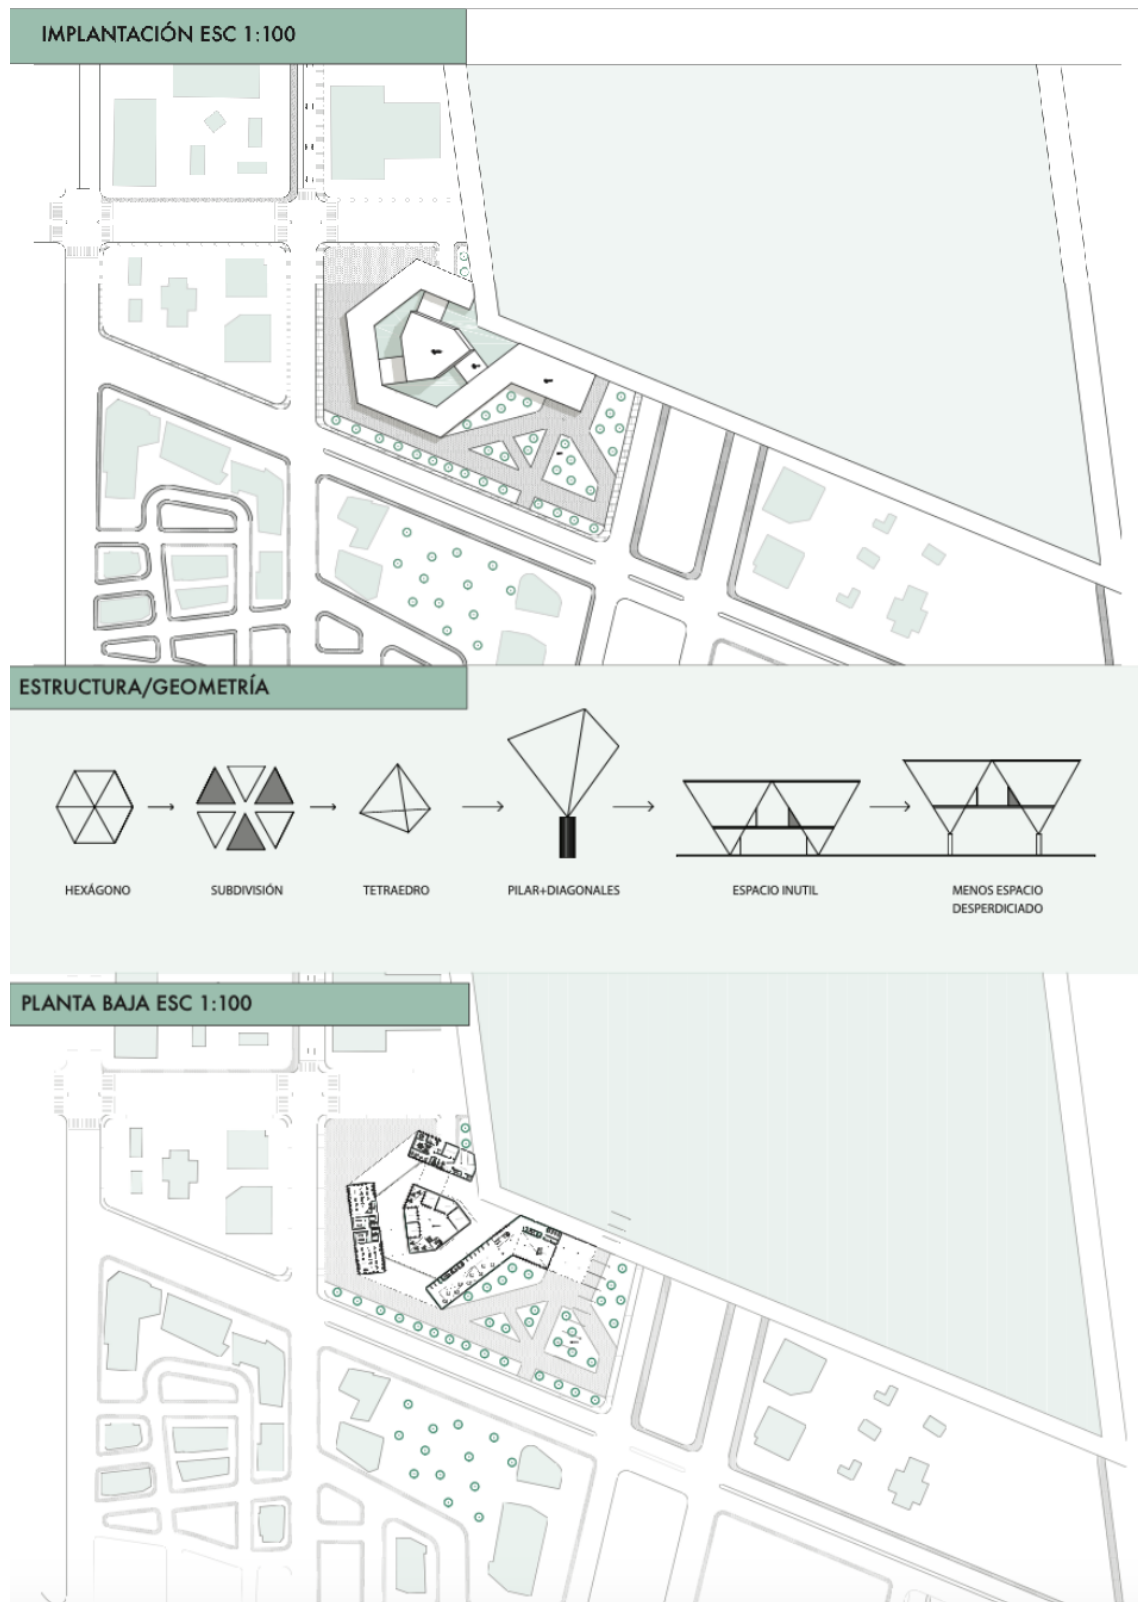 IMPLANTACIÓN ESC 1:100
ESTRUCTURA/GEOMETRÍA
HEXÁGONO
SUBDIVISIÓN
TETRAEDRO
PILAR+DIAGONALES
ESPACIO INUTIL
MENOS ESPACIO
DESPERDICIADO
PLANTA BAJA ESC 1:100